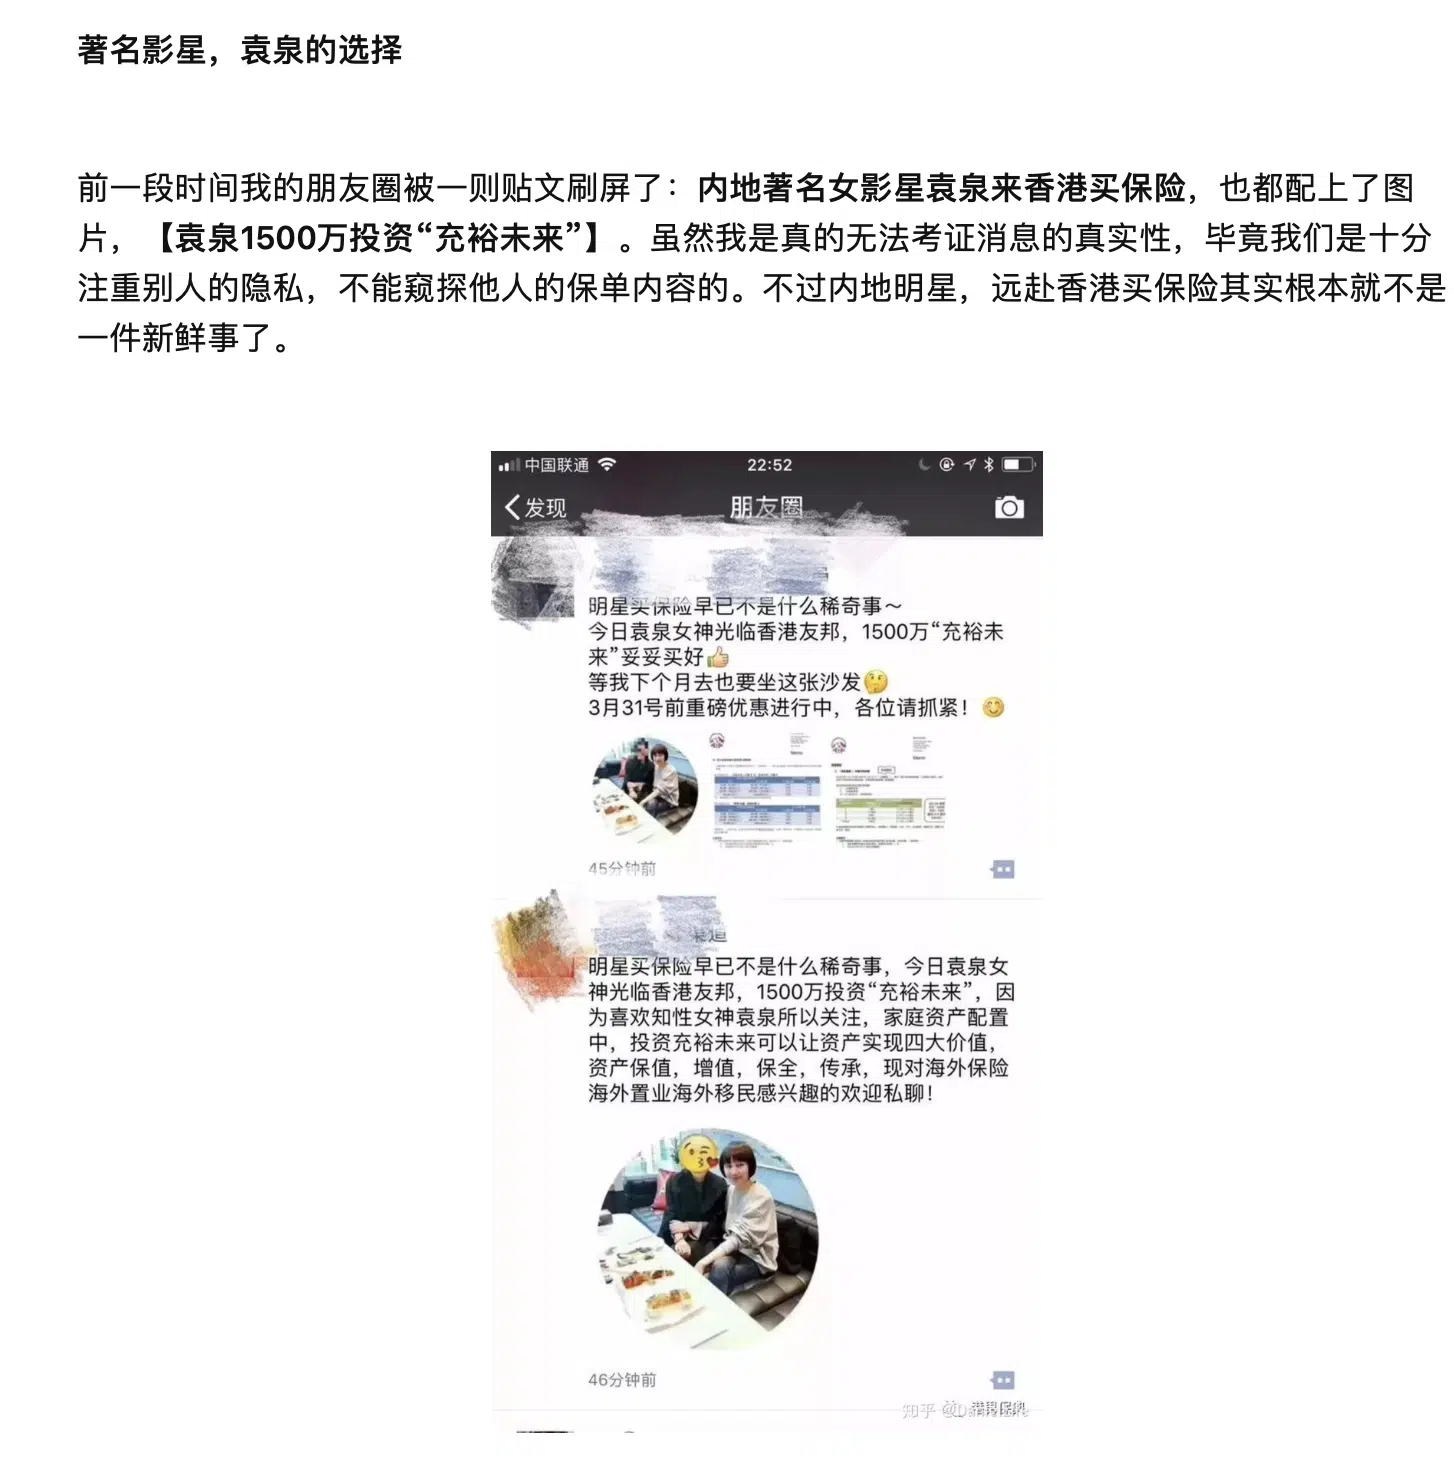 著名影星，袁泉的选择
前一段时间我的朋友圈被一则贴文刷屏了：内地著名女影星袁泉来香港买保险，也都配上了图
片，【袁泉1500万投资“充裕未来”】。虽然我是真的无法考证消息的真实性，毕竟我们是十分
注重别人的隐私，不能窥探他人的保单内容的。不过内地明星，远赴香港买保险其实根本就不是
一件新鲜事了。
中国联通 22:52
发现 朋友圈
明星买保险早已不是什么稀奇事～
今日袁泉女神光临香港友邦，1500万“充裕未
来”妥妥买好👍
等我下个月去也要坐这张沙发🤔
3月31号前重磅优惠进行中，各位请抓紧！😊
45分钟前
渠道
明星买保险早已不是什么稀奇事，今日袁泉女
神光临香港友邦，1500万投资“充裕未来”，因
为喜欢知性女神袁泉所以关注，家庭资产配置
中，投资充裕未来可以让资产实现四大价值，
资产保值，增值，保全，传承，现对海外保险
海外置业海外移民感兴趣的欢迎私聊！
46分钟前
知乎